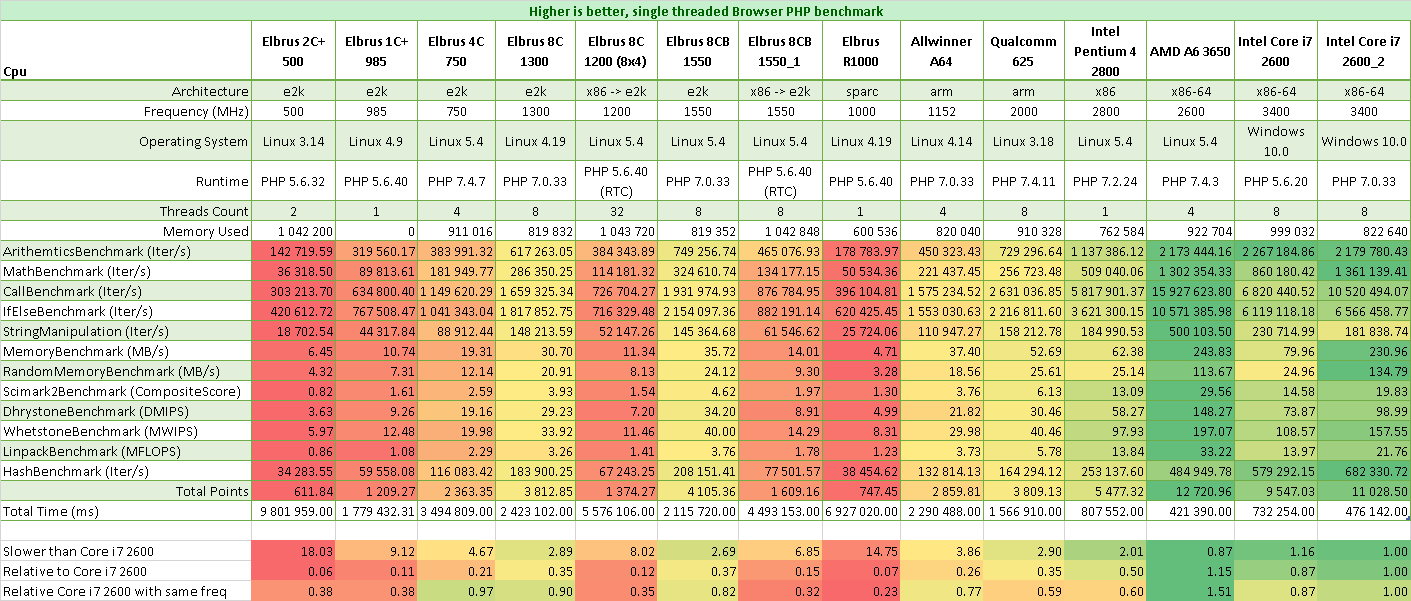 Higher is better, single threaded Browser PHP benchmark
Cpu Elbrus 2C+ 500 Elbrus 1C+ 985 Elbrus 4C 750 Elbrus 8C 1300 Elbrus 8C 1200 (8x4) Elbrus 8CB 1550 Elbrus 8CB 1550_1 Elbrus R1000 Allwinner A64 Qualcomm 625 Intel Pentium 4 2800 AMD A6 3650 Intel Core i7 2600 Intel Core i7 2600_2
Architecture e2k e2k e2k e2k x86 -> e2k e2k x86 -> e2k sparc arm arm x86 x86-64 x86-64 x86-64
Frequency (MHz) 500 985 750 1300 1200 1550 1550 1000 1152 2000 2800 2600 3400 3400
Operating System Linux 3.14 Linux 4.9 Linux 5.4 Linux 4.19 Linux 5.4 Linux 5.4 Linux 5.4 Linux 4.19 Linux 4.14 Linux 3.18 Linux 5.4 Linux 5.4 Windows 10.0 Windows 10.0
Runtime PHP 5.6.32 PHP 5.6.40 PHP 7.4.7 PHP 7.0.33 PHP 5.6.40 (RTC) PHP 7.0.33 PHP 5.6.40 (RTC) PHP 5.6.40 PHP 7.0.33 PHP 7.4.11 PHP 7.2.24 PHP 7.4.3 PHP 5.6.20 PHP 7.0.33
Threads Count 2 1 4 8 32 8 8 1 4 8 1 4 8 8
Memory Used 1 042 200 0 911 016 819 832 1 043 720 819 352 1 042 848 600 536 820 040 910 328 762 584 922 704 999 032 822 640
ArithemticsBenchmark (Iter/s) 142 719.59 319 560.17 383 991.32 617 263.05 384 343.89 749 256.74 465 076.93 178 783.97 450 323.43 729 296.64 1 137 386.12 2 173 444.16 2 267 184.86 2 179 780.43
MathBenchmark (Iter/s) 36 318.50 89 813.61 181 949.77 286 350.25 114 181.32 324 610.74 134 177.15 50 534.36 221 437.45 256 723.48 509 040.06 1 302 354.33 860 180.42 1 361 139.41
CallBenchmark (Iter/s) 303 213.70 634 800.40 1 149 620.29 1 659 325.34 726 704.27 1 931 974.93 876 784.95 396 104.81 1 575 234.52 2 631 036.85 5 817 901.37 15 927 623.80 6 820 440.52 10 520 494.07
IfElseBenchmark (Iter/s) 420 612.72 767 508.47 1 041 343.04 1 817 852.75 716 329.48 2 154 097.36 882 191.14 620 425.45 1 553 030.63 2 216 811.60 3 621 300.15 10 571 385.98 6 119 118.18 6 566 458.77
StringManipulation (Iter/s) 18 702.54 44 317.84 88 912.44 148 213.59 52 147.26 145 364.68 61 546.62 25 724.06 110 947.27 158 212.78 184 990.53 500 103.50 230 714.99 181 838.74
MemoryBenchmark (MB/s) 6.45 10.74 19.31 30.70 11.34 35.72 14.01 4.71 37.40 52.69 62.38 243.83 79.96 230.96
RandomMemoryBenchmark (MB/s) 4.32 7.31 12.14 20.91 8.13 24.12 9.30 3.28 18.56 25.61 25.14 113.67 24.96 134.79
Scimark2Benchmark (CompositeScore) 0.82 1.61 2.59 3.93 1.54 4.62 1.97 1.30 3.76 6.13 13.09 29.56 14.58 19.83
DhrystoneBenchmark (DMIPS) 3.63 9.26 19.16 29.23 7.20 34.20 8.91 4.99 21.82 30.46 58.27 148.27 73.87 98.99
WhetstoneBenchmark (MWIPS) 5.97 12.48 19.98 33.92 11.46 40.00 14.29 8.31 29.98 40.46 97.93 197.07 108.57 157.55
LinpackBenchmark (MFLOPS) 0.86 1.08 2.29 3.26 1.41 3.76 1.78 1.13 3.73 5.78 13.84 33.22 13.97 21.76
HashBenchmark (Iter/s) 34 283.55 59 558.08 116 083.42 183 900.25 67 243.25 208 151.41 77 501.57 38 454.62 132 814.13 164 294.12 253 137.60 484 949.78 579 292.15 682 330.72
Total Points 611.84 1 209.27 2 363.35 3 812.85 1 374.27 4 105.36 1 609.16 747.45 2 859.81 3 809.13 5 477.32 12 720.96 9 547.03 11 028.50
Total Time (ms) 9 801 959.00 1 779 432.31 3 494 809.00 2 423 102.00 5 576 106.00 2 115 720.00 4 493 153.00 6 927 020.00 2 290 488.00 1 566 910.00 807 552.00 421 390.00 732 254.00 476 142.00
Slower than Core i7 2600 18.03 9.12 4.67 2.89 8.02 2.69 6.85 14.75 3.86 2.90 2.01 0.87 1.16 1.00
Relative to Core i7 2600 0.06 0.11 0.21 0.35 0.12 0.37 0.15 0.07 0.26 0.35 0.50 1.15 0.87 1.00
Relative Core i7 2600 with same freq 0.38 0.38 0.97 0.90 0.35 0.82 0.32 0.23 0.77 0.59 0.60 1.51 0.87 1.00